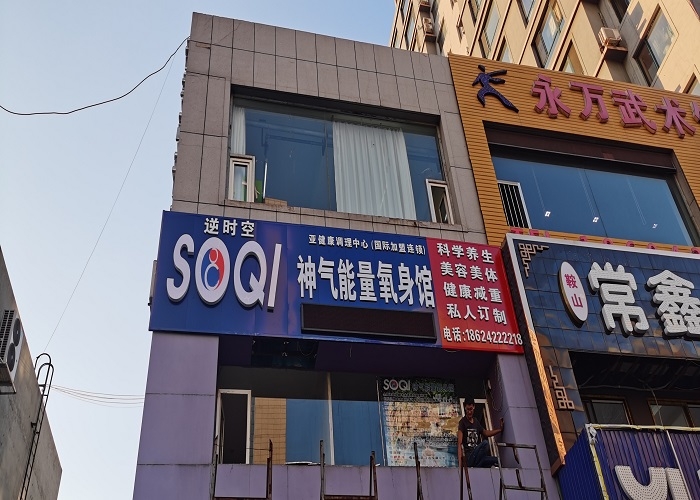 永万武术
逆时空
SOQI
亚健康调理中心(国际加盟连锁)
神气能量氧身馆
科学养生
美容美体
健康减重
私人订制
电话:18624222218
鞍山
常鑫
SOQI